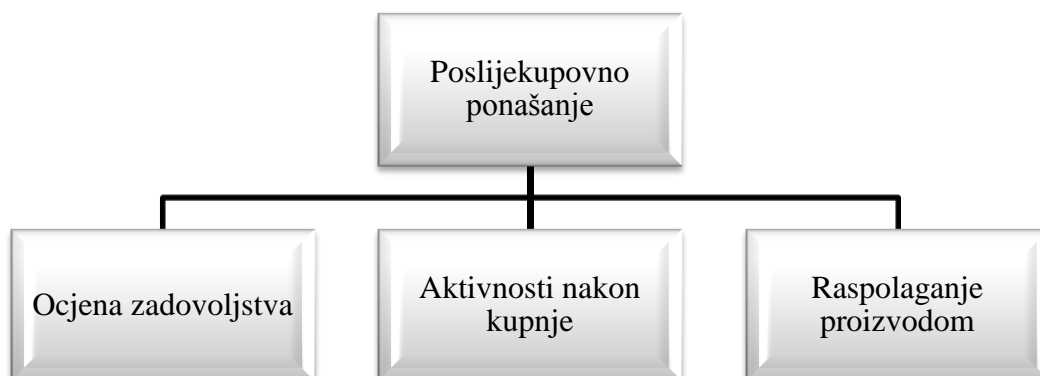 Poslijekupovno
ponašanje
Ocjena zadovoljstva
Aktivnosti nakon
kupnje
Raspolaganje
proizvodom